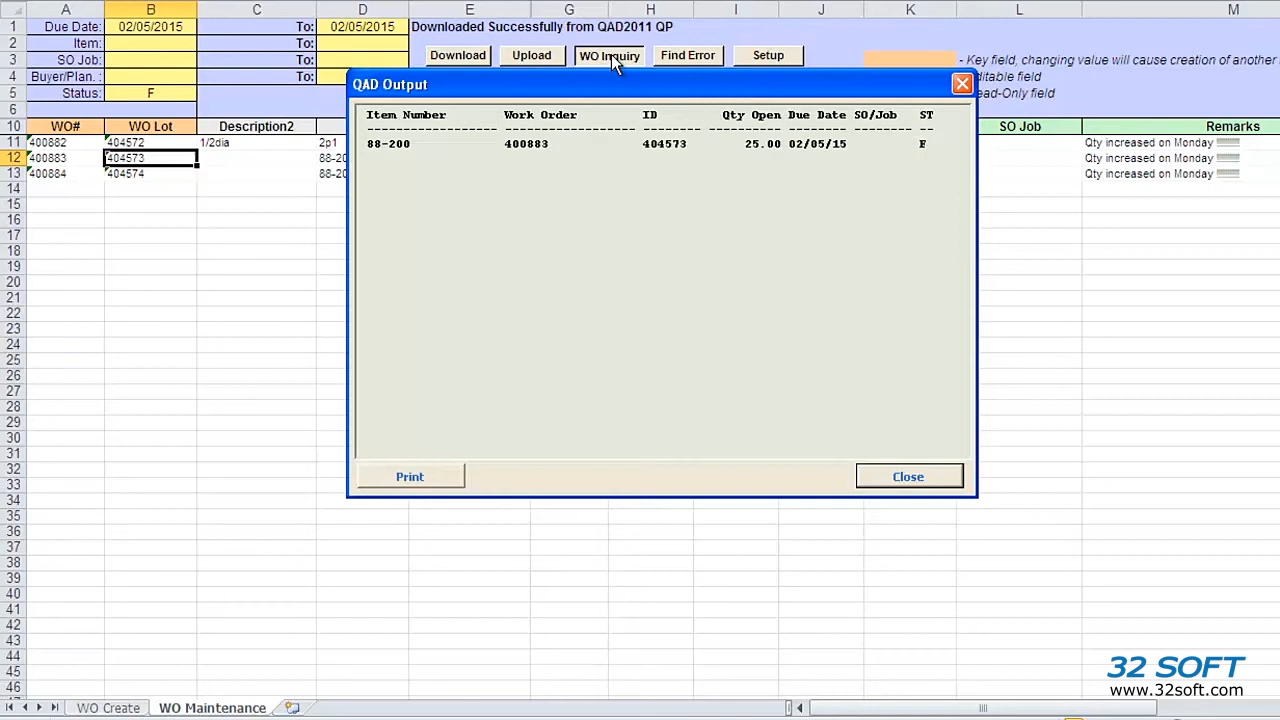 A B C D E F G H I J K L M
1 Due Date: 02/05/2015 To: 02/05/2015 Downloaded Successfully from QAD2011 QP
2 Item: To:
Download Upload WO Inquiry Find Error Setup
3 SO Job: To: - Key field, changing value will cause creation of another
4 Buyer/Plan.: To: ditable field
5 Status: F ead-Only field
6
QAD Output
10 WO# WO Lot Description2 SO Job Remarks
11 400882 404572 1/2dia 2p1 Qty increased on Monday
12 400883 404573 88-20 Qty increased on Monday
13 400884 404574 88-20 Qty increased on Monday
Item Number Work Order ID Qty Open Due Date SO/Job ST
88-200 400883 404573 25.00 02/05/15 F
14
15
16
17
18
19
20
21
22
23
24
25
26
27
28
29
30
31
32
33
Print Close
34
35
36
37
38
39
40
41
42
43
44
45
46
32 SOFT
www.32soft.com
WO Create WO Maintenance